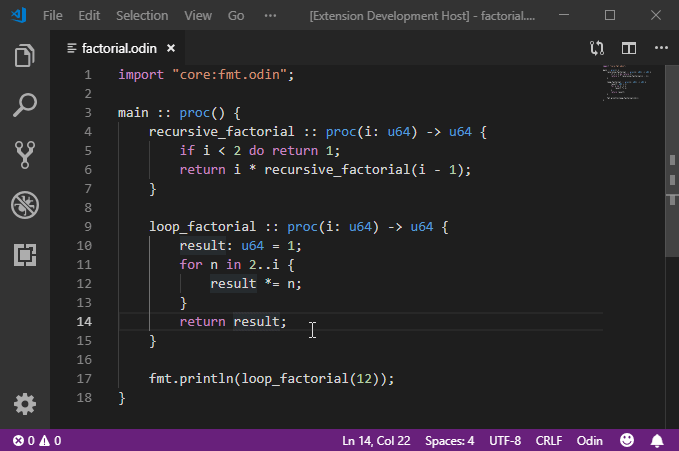 File Edit Selection View Go ··· [Extension Development Host] - factorial....
factorial.odin
1 import "core:fmt.odin";
2
3 main :: proc() {
4     recursive_factorial :: proc(i: u64) -> u64 {
5         if i < 2 do return 1;
6         return i * recursive_factorial(i - 1);
7     }
8
9     loop_factorial :: proc(i: u64) -> u64 {
10         result: u64 = 1;
11         for n in 2..i {
12             result *= n;
13         }
14         return result;
15     }
16
17     fmt.println(loop_factorial(12));
18 }
0 0 Ln 14, Col 22 Spaces: 4 UTF-8 CRLF Odin